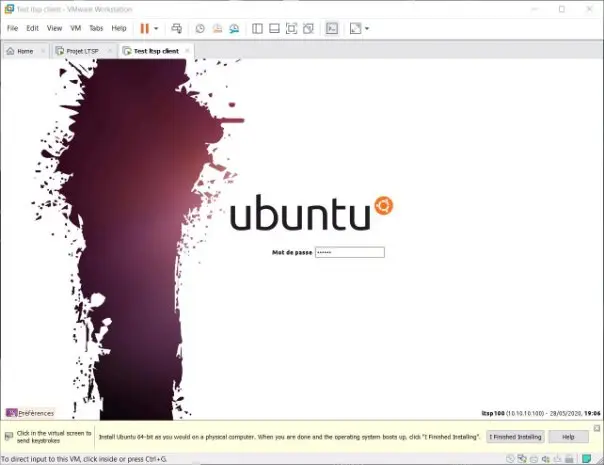 Test ltsp client - VMware Workstation
File Edit View VM Tabs Help
Home Projet LTSP Test ltsp client
ubuntu
Mot de passe ••••••
Préférences
ltsp100 (10.10.10.100) - 28/05/2020, 19:06
Click in the virtual screen to send keystrokes
Install Ubuntu 64-bit as you would on a physical computer. When you are done and the operating system boots up, click "I Finished Installing".
I Finished Installing Help
To direct input to this VM, click inside or press Ctrl+G.